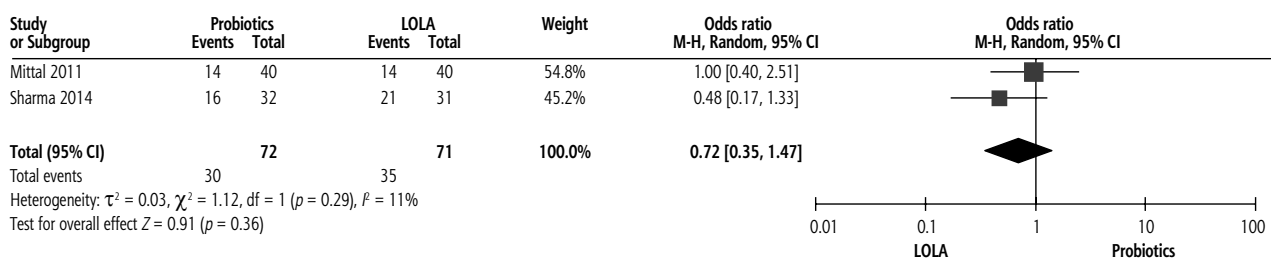 Study Probiotics LOLA Weight Odds ratio Odds ratio
or Subgroup Events Total Events Total M-H, Random, 95% CI M-H, Random, 95% CI
Mittal 2011 14 40 14 40 54.8% 1.00 [0.40, 2.51]
Sharma 2014 16 32 21 31 45.2% 0.48 [0.17, 1.33]
Total (95% CI) 72 71 100.0% 0.72 [0.35, 1.47]
Total events 30 35
Heterogeneity: τ² = 0.03, χ² = 1.12, df = 1 (p = 0.29), I² = 11%
Test for overall effect Z = 0.91 (p = 0.36)
0.01 0.1 1 10 100
LOLA Probiotics